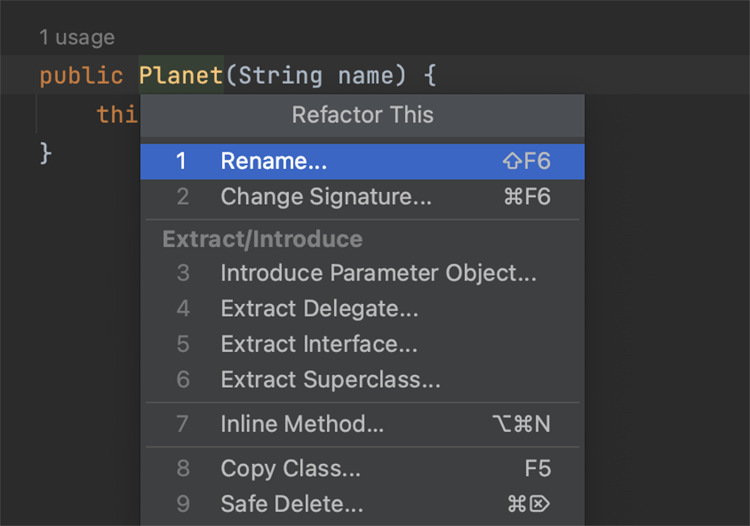 1 usage
public Planet(String name) {
thi
}
Refactor This
1 Rename... ⇧F6
2 Change Signature... ⌘F6
Extract/Introduce
3 Introduce Parameter Object...
4 Extract Delegate...
5 Extract Interface...
6 Extract Superclass...
7 Inline Method... ⌥⌘N
8 Copy Class... F5
9 Safe Delete... ⌘⌦